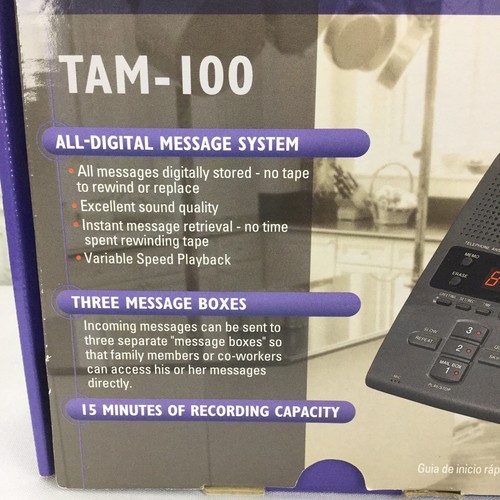 TAM-100
ALL-DIGITAL MESSAGE SYSTEM
• All messages digitally stored - no tape
to rewind or replace
• Excellent sound quality
• Instant message retrieval - no time
spent rewinding tape
• Variable Speed Playback
THREE MESSAGE BOXES
Incoming messages can be sent to
three separate "message boxes" so
that family members or co-workers
can access his or her messages
directly.
15 MINUTES OF RECORDING CAPACITY
TELEPHONE
MEMO
ERASE
SLOW
REPEAT
3
2
MAIL BOX
1
PLAY/STOP
Guia de inicio